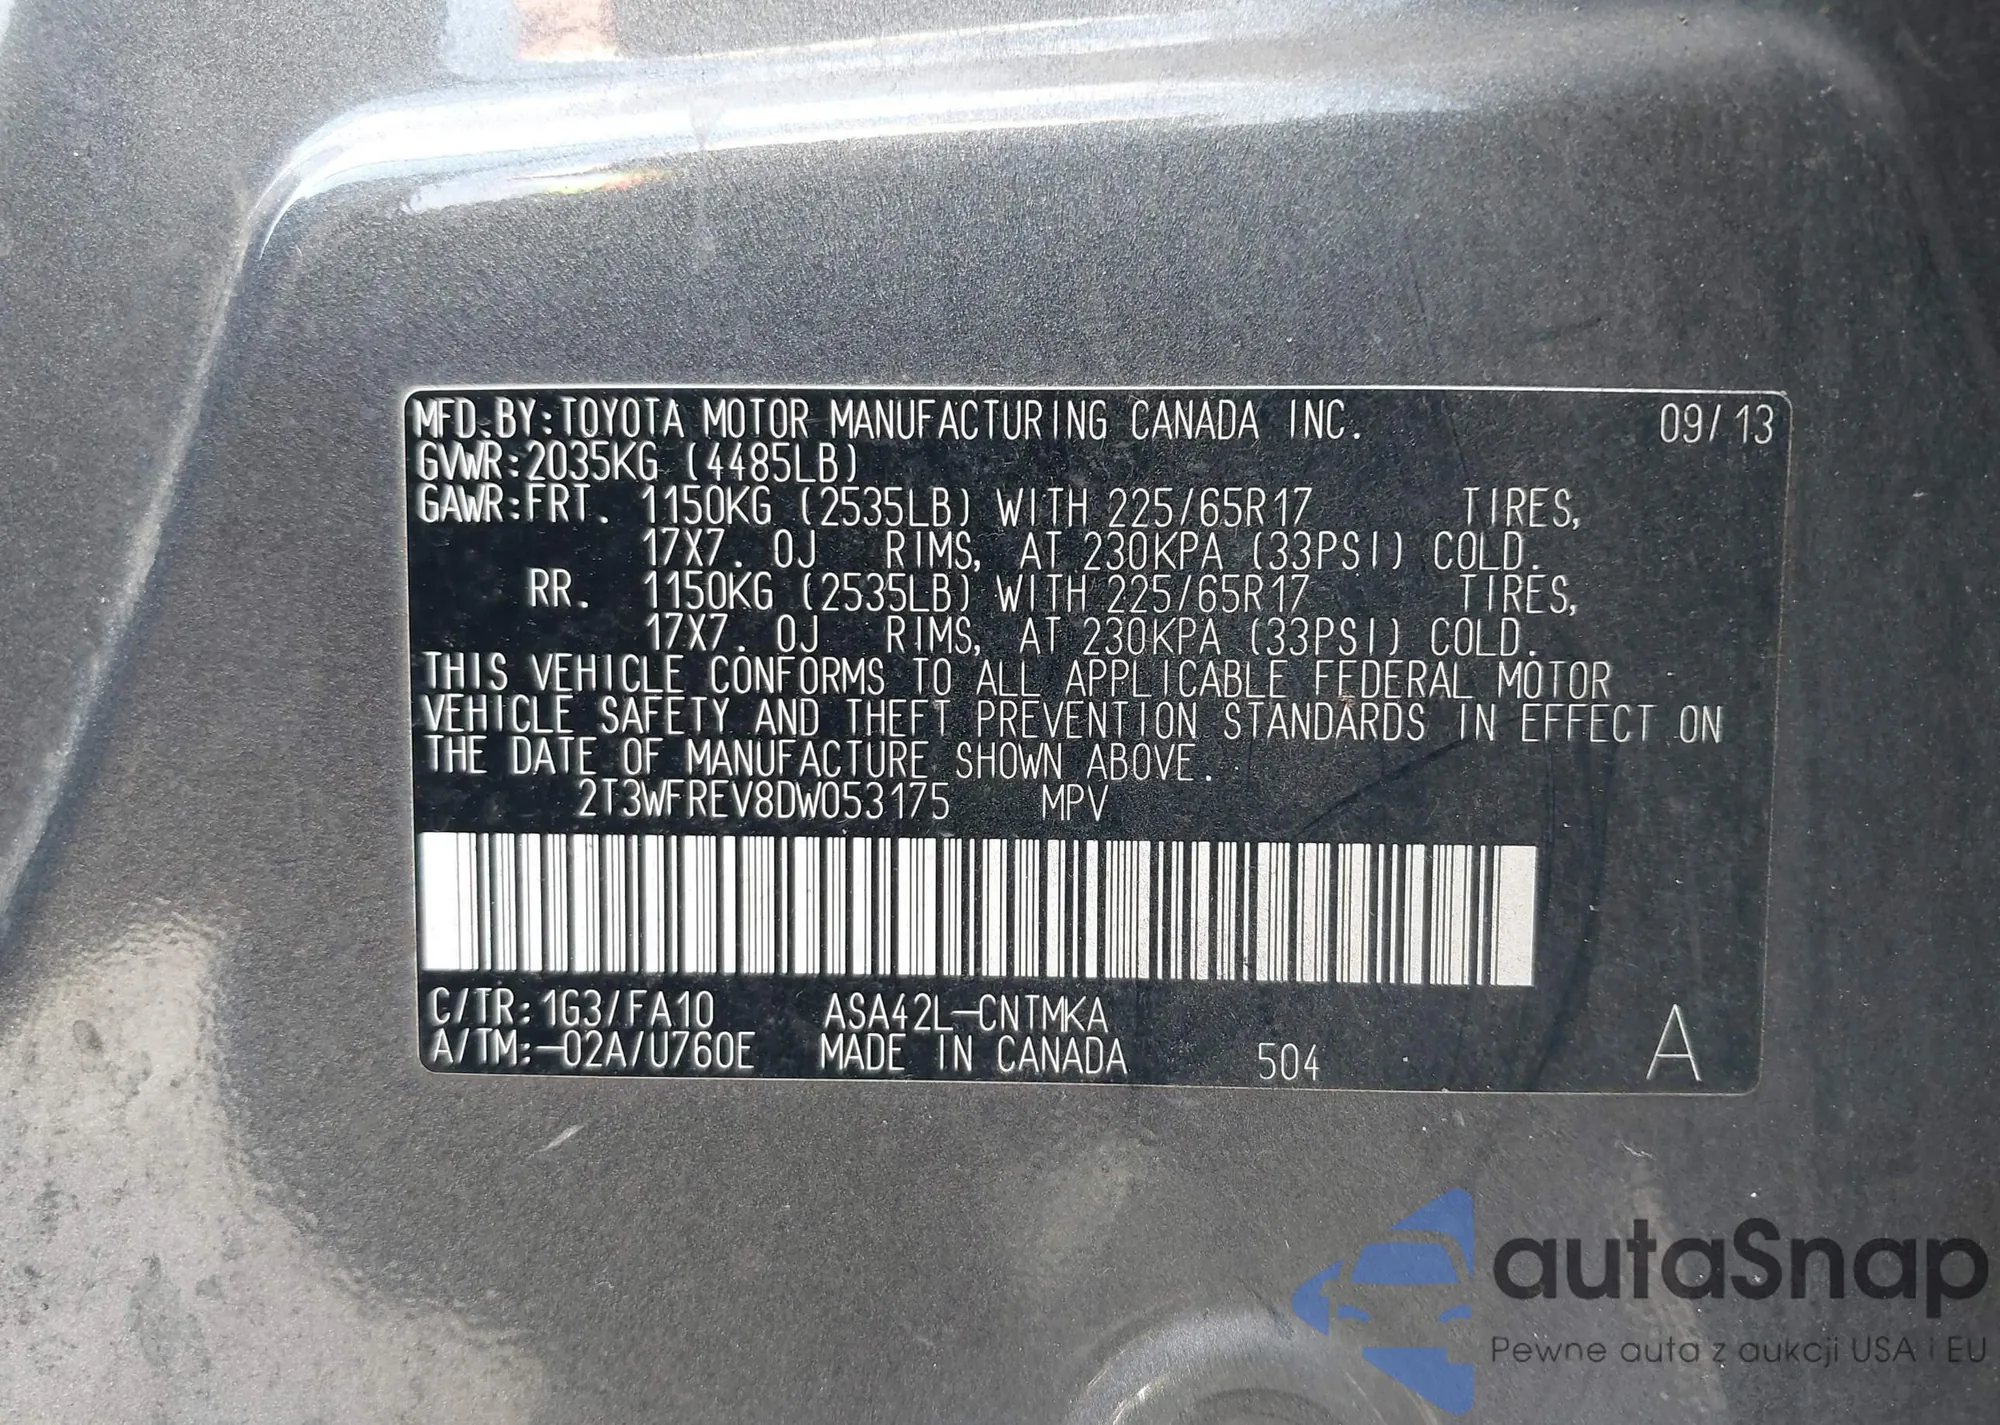 MFD.BY:TOYOTA MOTOR MANUFACTURING CANADA INC. 09/13
GVWR:2035KG (4485LB)
GAWR:FRT. 1150KG (2535LB) WITH 225/65R17 TIRES,
17X7. 0J RIMS, AT 230KPA (33PSI) COLD.
RR. 1150KG (2535LB) WITH 225/65R17 TIRES,
17X7. 0J RIMS, AT 230KPA (33PSI) COLD.
THIS VEHICLE CONFORMS TO ALL APPLICABLE FEDERAL MOTOR
VEHICLE SAFETY AND THEFT PREVENTION STANDARDS IN EFFECT ON
THE DATE OF MANUFACTURE SHOWN ABOVE.
2T3WFREV8DW053175 MPV
C/TR:1G3/FA10 ASA42L-CNTMKA
A/TM:-02A/U760E MADE IN CANADA 504 A
autaSnap
Pewne auta z aukcji USA i EU